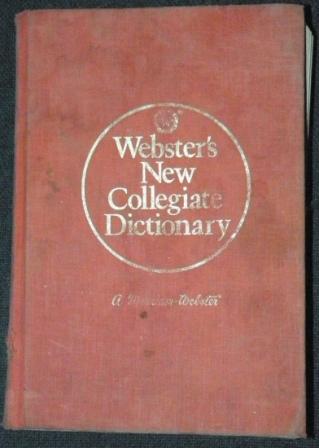 Webster's
New
Collegiate
Dictionary
A Merriam-Webster®